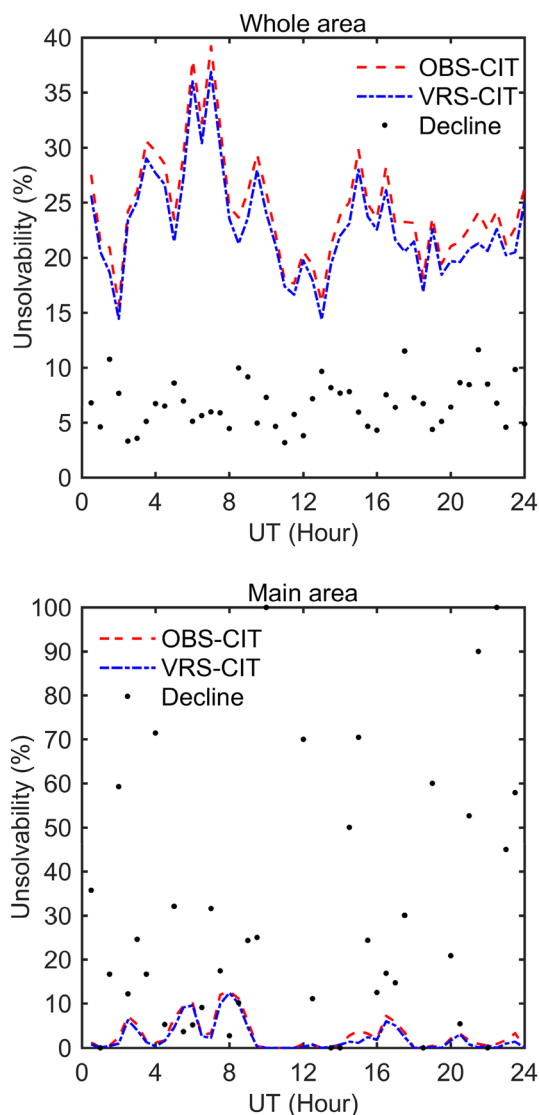 Whole area
40
35
30
25
20
15
10
5
0
Unsolvability (%)
OBS-CIT
VRS-CIT
Decline
0 4 8 12 16 20 24
UT (Hour)
Main area
100
90
80
70
60
50
40
30
20
10
0
Unsolvability (%)
OBS-CIT
VRS-CIT
Decline
0 4 8 12 16 20 24
UT (Hour)